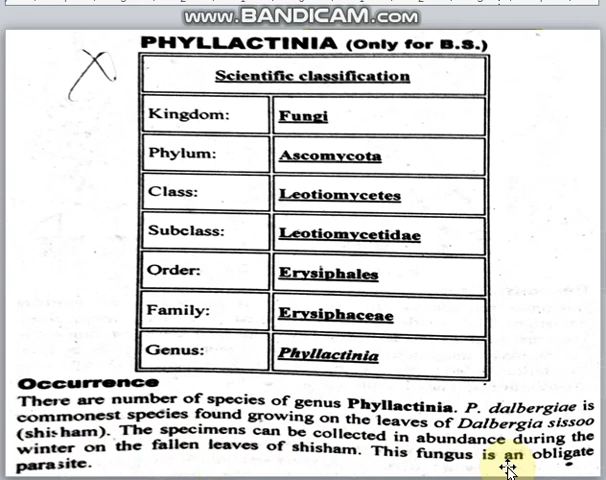 www.BANDICAM.com
PHYLLACTINIA (Only for B.S.)
Scientific classification
Kingdom: Fungi
Phylum: Ascomycota
Class: Leotiomycetes
Subclass: Leotiomycetidae
Order: Erysiphales
Family: Erysiphaceae
Genus: Phyllactinia
Occurrence
There are number of species of genus Phyllactinia. P. dalbergiae is
commonest species found growing on the leaves of Dalbergia sissoo
(shisham). The specimens can be collected in abundance during the
winter on the fallen leaves of shisham. This fungus is an obligate
parasite.